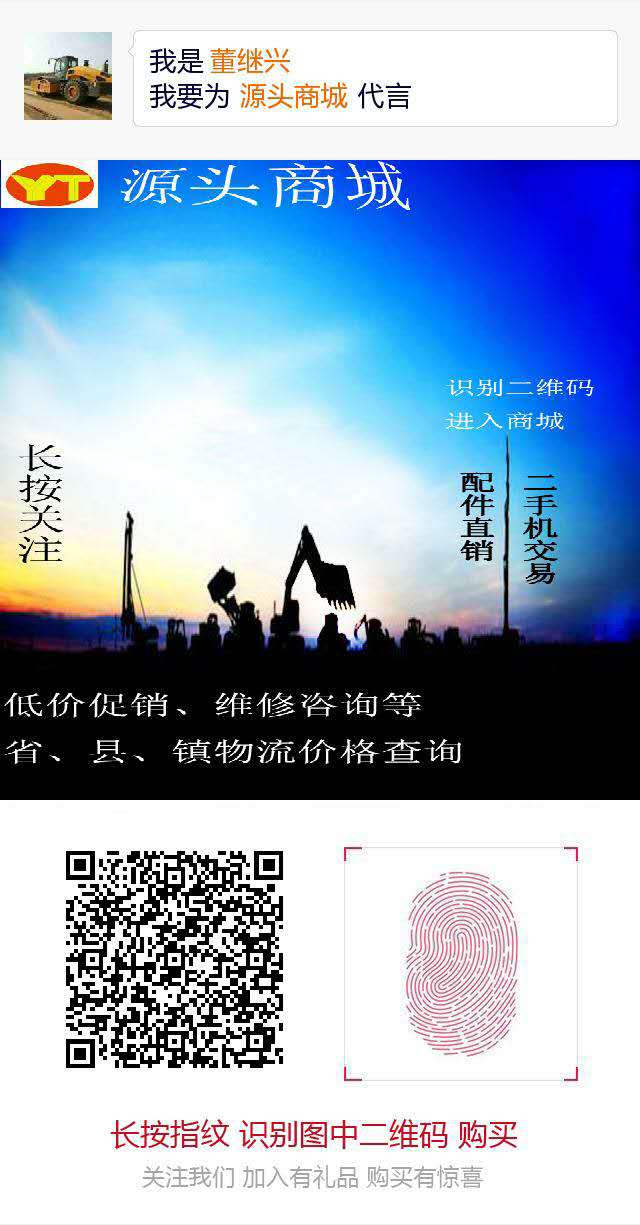 我是 董继兴
我要为 源头商城 代言
YT 源头商城
识别二维码
进入商城
长按关注
配件直销
二手机交易
低价促销、维修咨询等
省、县、镇物流价格查询
长按指纹 识别图中二维码 购买
关注我们 加入有礼品 购买有惊喜